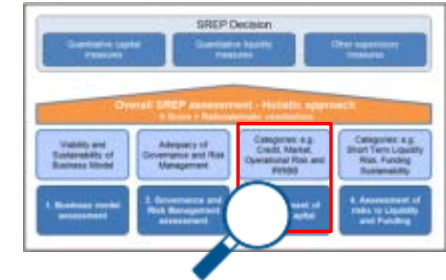 SREP Decision
Quantitative capital
measures
Quantitative liquidity
measures
Other supervisory
measures
Overall SREP assessment - Holistic approach
Viability and
Sustainability of
Business Model
Adequacy of
Governance and Risk
Management
Categories: e.g.
Credit, Market,
Operational Risk and
IRRBB
Categories: e.g.
Short Term Liquidity
Risk, Funding
Sustainability
1. Business model
assessment
2. Governance and
Risk Management
assessment
4. Assessment of
risks to Liquidity
and Funding